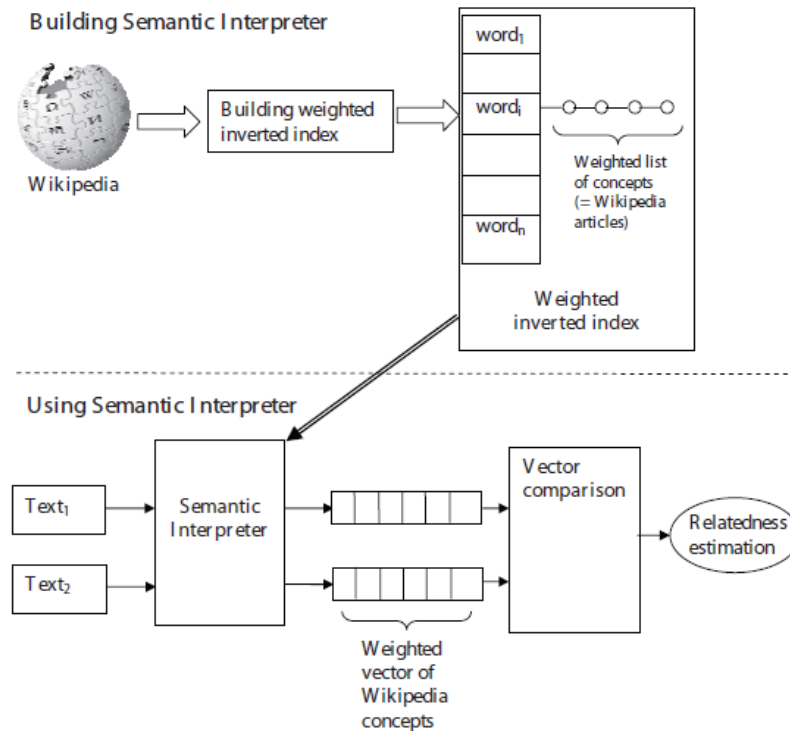 Building Semantic Interpreter
word1
Building weighted
inverted index
wordi
Wikipedia
Weighted list
of concepts
(= Wikipedia
articles)
wordn
Weighted
inverted index
Using Semantic Interpreter
Text1
Text2
Semantic
Interpreter
Weighted
vector of
Wikipedia
concepts
Vector
comparison
Relatedness
estimation